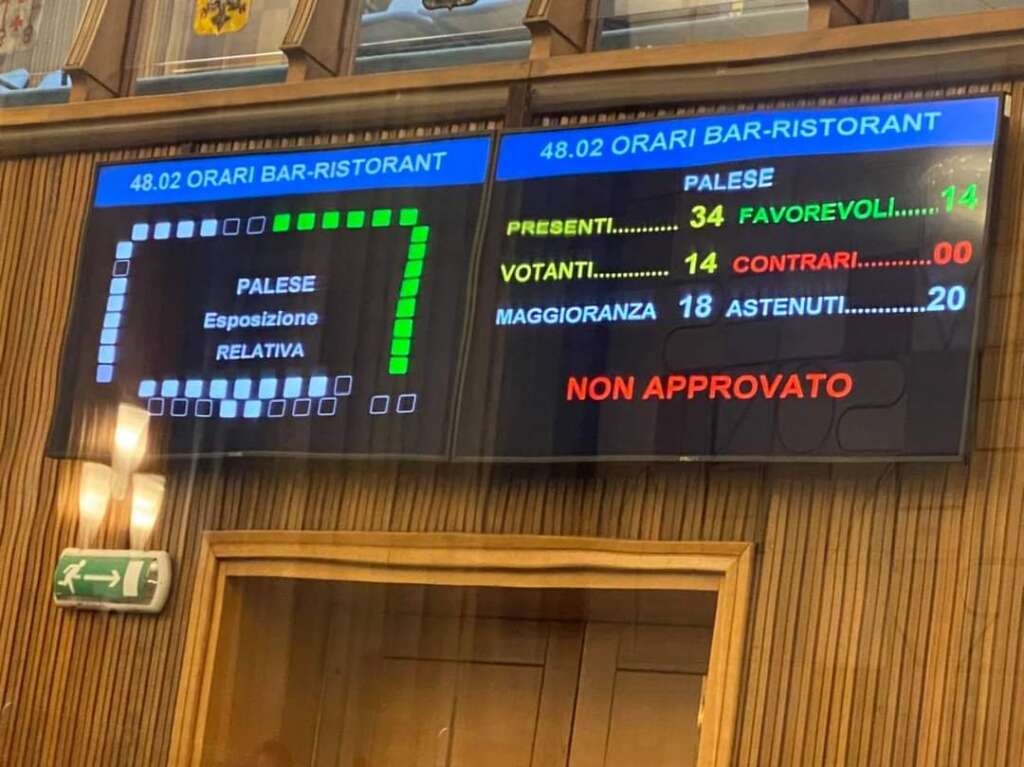 48.02 ORARI BAR-RISTORANT
PALESE
Esposizione
RELATIVA
48.02 ORARI BAR-RISTORANT
PALESE
PRESENTI........... 34 FAVOREVOLI.......14
VOTANTI............. 14 CONTRARI...........00
MAGGIORANZA 18 ASTENUTI............20
NON APPROVATO